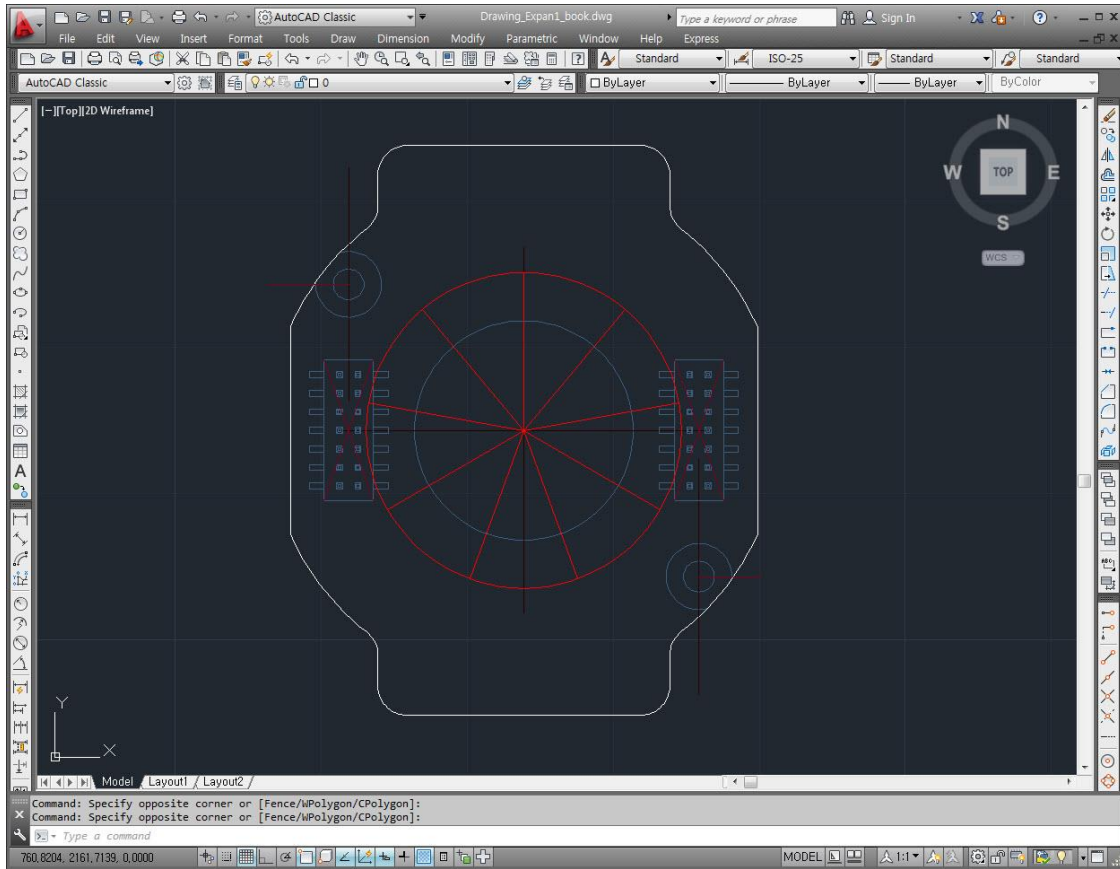 AutoCAD Classic Drawing_Expan1_book.dwg Type a keyword or phrase Sign In
File Edit View Insert Format Tools Draw Dimension Modify Parametric Window Help Express
Standard ISO-25 Standard Standard
AutoCAD Classic 0 ByLayer ByLayer ByLayer ByColor
[−][Top][2D Wireframe]
N
W TOP E
S
WCS
A
ABC
Y
X
Model Layout1 Layout2
Command: Specify opposite corner or [Fence/WPolygon/CPolygon]:
Command: Specify opposite corner or [Fence/WPolygon/CPolygon]:
Type a command
760,8204, 2161,7139, 0,0000 MODEL 1:1